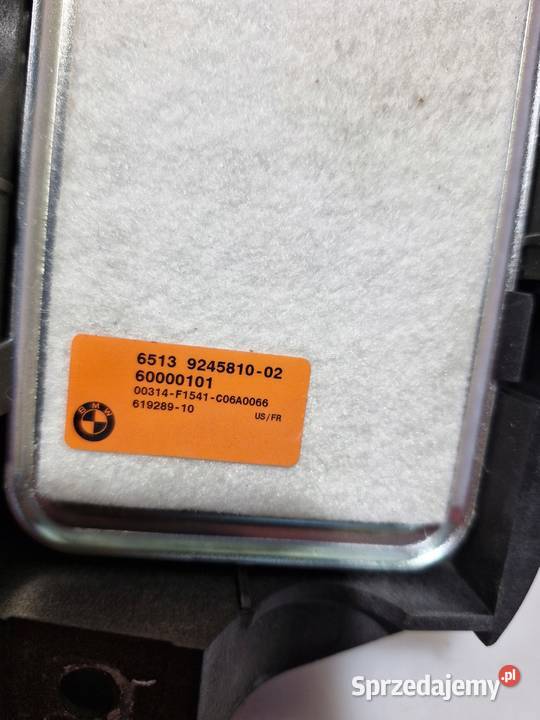 6513 9245810-02
60000101
00314-F1541-C06A0066
619289-10
US/FR
BMW
Sprzedajemy.pl